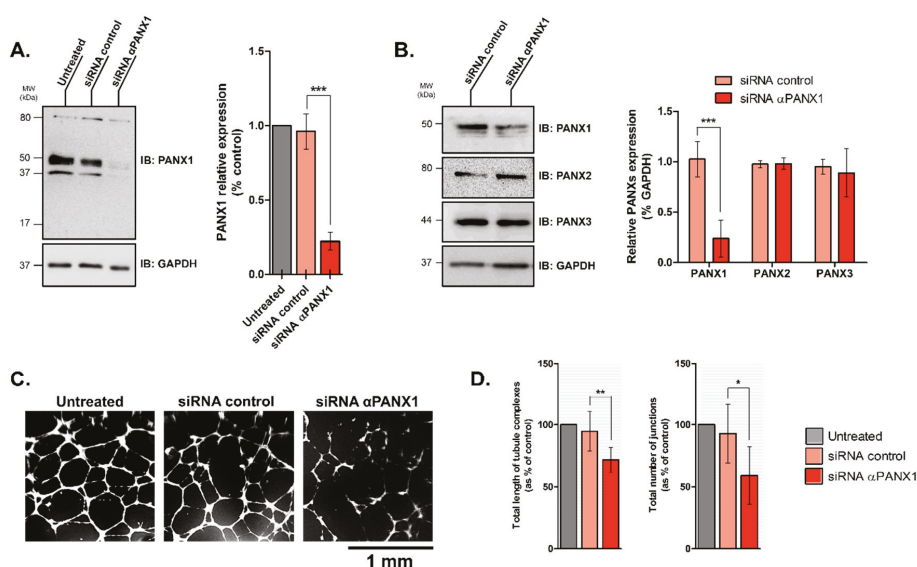 A.
Untreated
siRNA control
siRNA αPANX1
MW
(kDa)
80
50
37
17
37
IB: PANX1
IB: GAPDH
PANX1 relative expression
(% control)
1.5
1.0
0.5
0.0
***
Untreated
siRNA control
siRNA αPANX1
B.
siRNA control
siRNA αPANX1
MW
(kDa)
50
80
44
37
IB: PANX1
IB: PANX2
IB: PANX3
IB: GAPDH
siRNA control
siRNA αPANX1
Relative PANXs expression
(% GAPDH)
1.5
1.0
0.5
0.0
***
PANX1 PANX2 PANX3
C.
Untreated siRNA control siRNA αPANX1
1 mm
D.
Total length of tubule complexes
(as % of control)
150
100
50
0
**
Total number of junctions
(as % of control)
150
100
50
0
*
Untreated
siRNA control
siRNA αPANX1